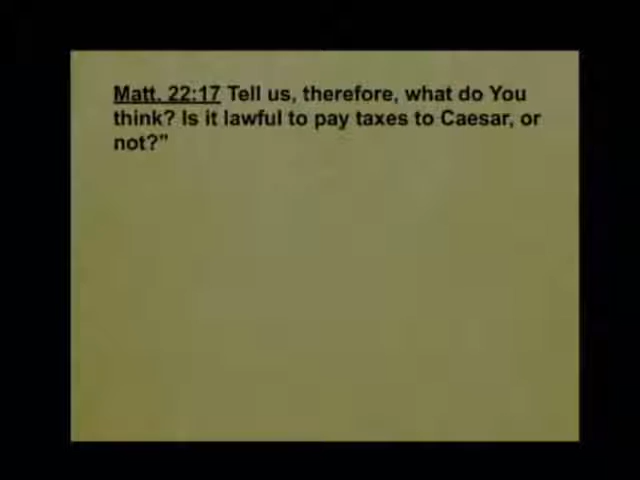 Matt. 22:17 Tell us, therefore, what do You
think? Is it lawful to pay taxes to Caesar, or
not?”